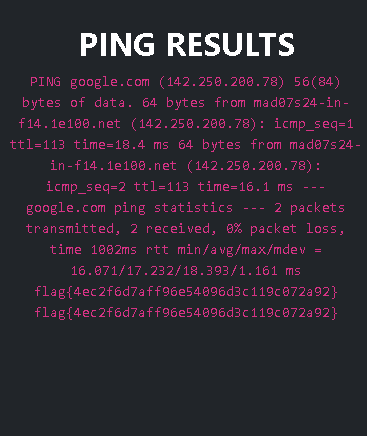 PING RESULTS
PING google.com (142.250.200.78) 56(84)
bytes of data. 64 bytes from mad07s24-in-
f14.1e100.net (142.250.200.78): icmp_seq=1
ttl=113 time=18.4 ms 64 bytes from mad07s24-
in-f14.1e100.net (142.250.200.78):
icmp_seq=2 ttl=113 time=16.1 ms ---
google.com ping statistics --- 2 packets
transmitted, 2 received, 0% packet loss,
time 1002ms rtt min/avg/max/mdev =
16.071/17.232/18.393/1.161 ms
flag{4ec2f6d7aff96e54096d3c119c072a92}
flag{4ec2f6d7aff96e54096d3c119c072a92}